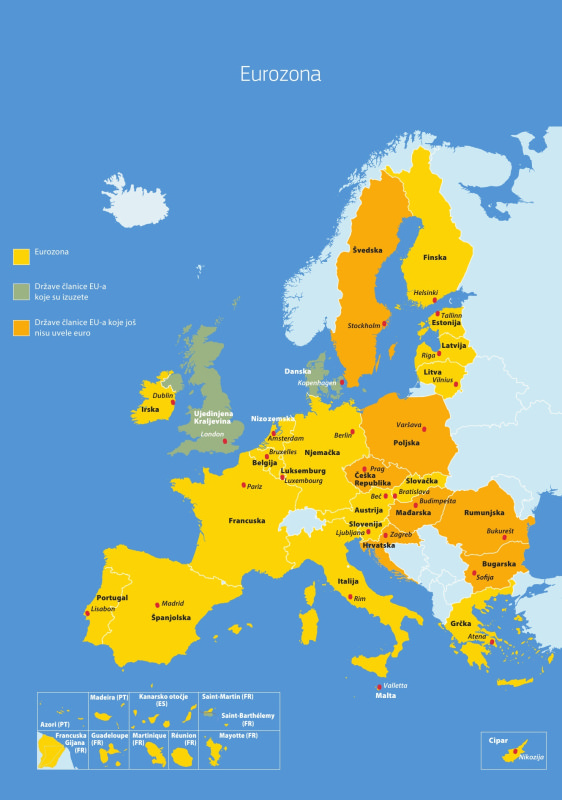 Eurozona
Eurozona
Države članice EU-a
koje su izuzete
Države članice EU-a koje još
nisu uvele euro
Švedska
Finska
Helsinki
Stockholm
Tallinn
Estonija
Latvija
Riga
Litva
Vilnius
Danska
Kopenhagen
Dublin
Irska
Ujedinjena
Kraljevina
London
Nizozemska
Amsterdam
Berlin
Varšava
Poljska
Bruxelles
Belgija
Njemačka
Luksemburg
Luxembourg
Prag
Češka
Republika
Slovačka
Pariz
Beč
Bratislava
Budimpešta
Austrija
Mađarska
Rumunjska
Francuska
Slovenija
Ljubljana
Zagreb
Hrvatska
Bukurešt
Bugarska
Sofija
Italija
Rim
Portugal
Lisabon
Madrid
Španjolska
Grčka
Atena
Valletta
Malta
Azori (PT)
Madeira (PT)
Kanarsko otočje
(ES)
Saint-Martin (FR)
Saint-Barthélemy
(FR)
Francuska
Gijana
(FR)
Guadeloupe
(FR)
Martinique
(FR)
Réunion
(FR)
Mayotte (FR)
Cipar
Nikozija